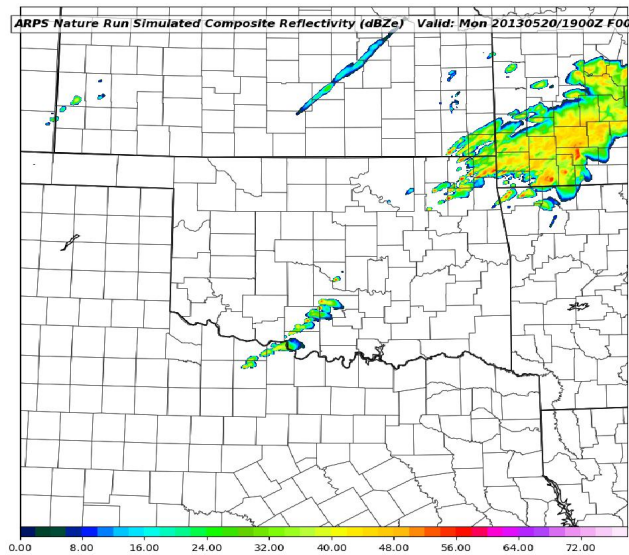 ARPS Nature Run Simulated Composite Reflectivity (dBZe) Valid: Mon 20130520/1900Z F00
0.00 8.00 16.00 24.00 32.00 40.00 48.00 56.00 64.00 72.00